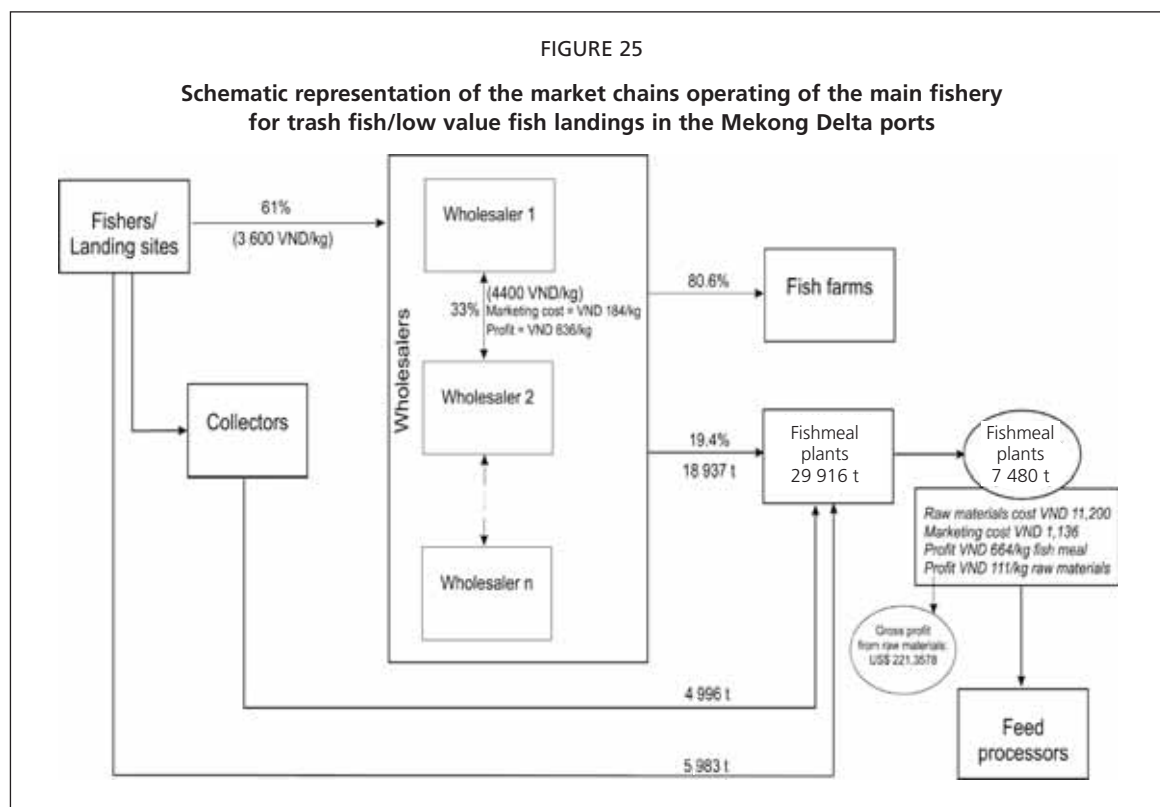 FIGURE 25
Schematic representation of the market chains operating of the main fishery
for trash fish/low value fish landings in the Mekong Delta ports
Fishers/
Landing sites
61%
(3 600 VND/kg)
Wholesalers
Wholesaler 1
33%
(4400 VND/kg)
Marketing cost = VND 184/kg
Profit = VND 636/kg
Wholesaler 2
Wholesaler n
80.6%
Fish farms
Collectors
19.4%
18 937 t
Fishmeal
plants
29 916 t
Fishmeal
plants
7 480 t
Raw materials cost VND 11,200
Marketing cost VND 1,136
Profit VND 664/kg fish meal
Profit VND 111/kg raw materials
Gross profit
from raw materials:
US$ 221,3578
4 996 t
5 983 t
Feed
processors